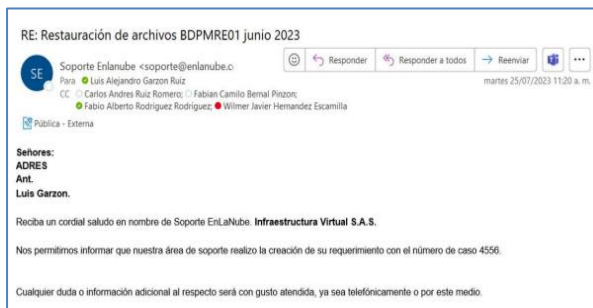 RE: Restauración de archivos BDPMRE01 junio 2023
SE
Soporte Enlanube <soporte@enlanube.c
Responder
Responder a todos
Reenviar
Para Luis Alejandro Garzon Ruiz
martes 25/07/2023 11:20 a. m.
CC Carlos Andres Ruiz Romero; Fabian Camilo Bernal Pinzon;
Fabio Alberto Rodriguez Rodriguez; Wilmer Javier Hernandez Escamilla
Pública - Externa
Señores:
ADRES
Ant.
Luis Garzon.
Reciba un cordial saludo en nombre de Soporte EnLaNube. Infraestructura Virtual S.A.S.
Nos permitimos informar que nuestra área de soporte realizo la creación de su requerimiento con el número de caso 4556.
Cualquier duda o información adicional al respecto será con gusto atendida, ya sea telefónicamente o por este medio.